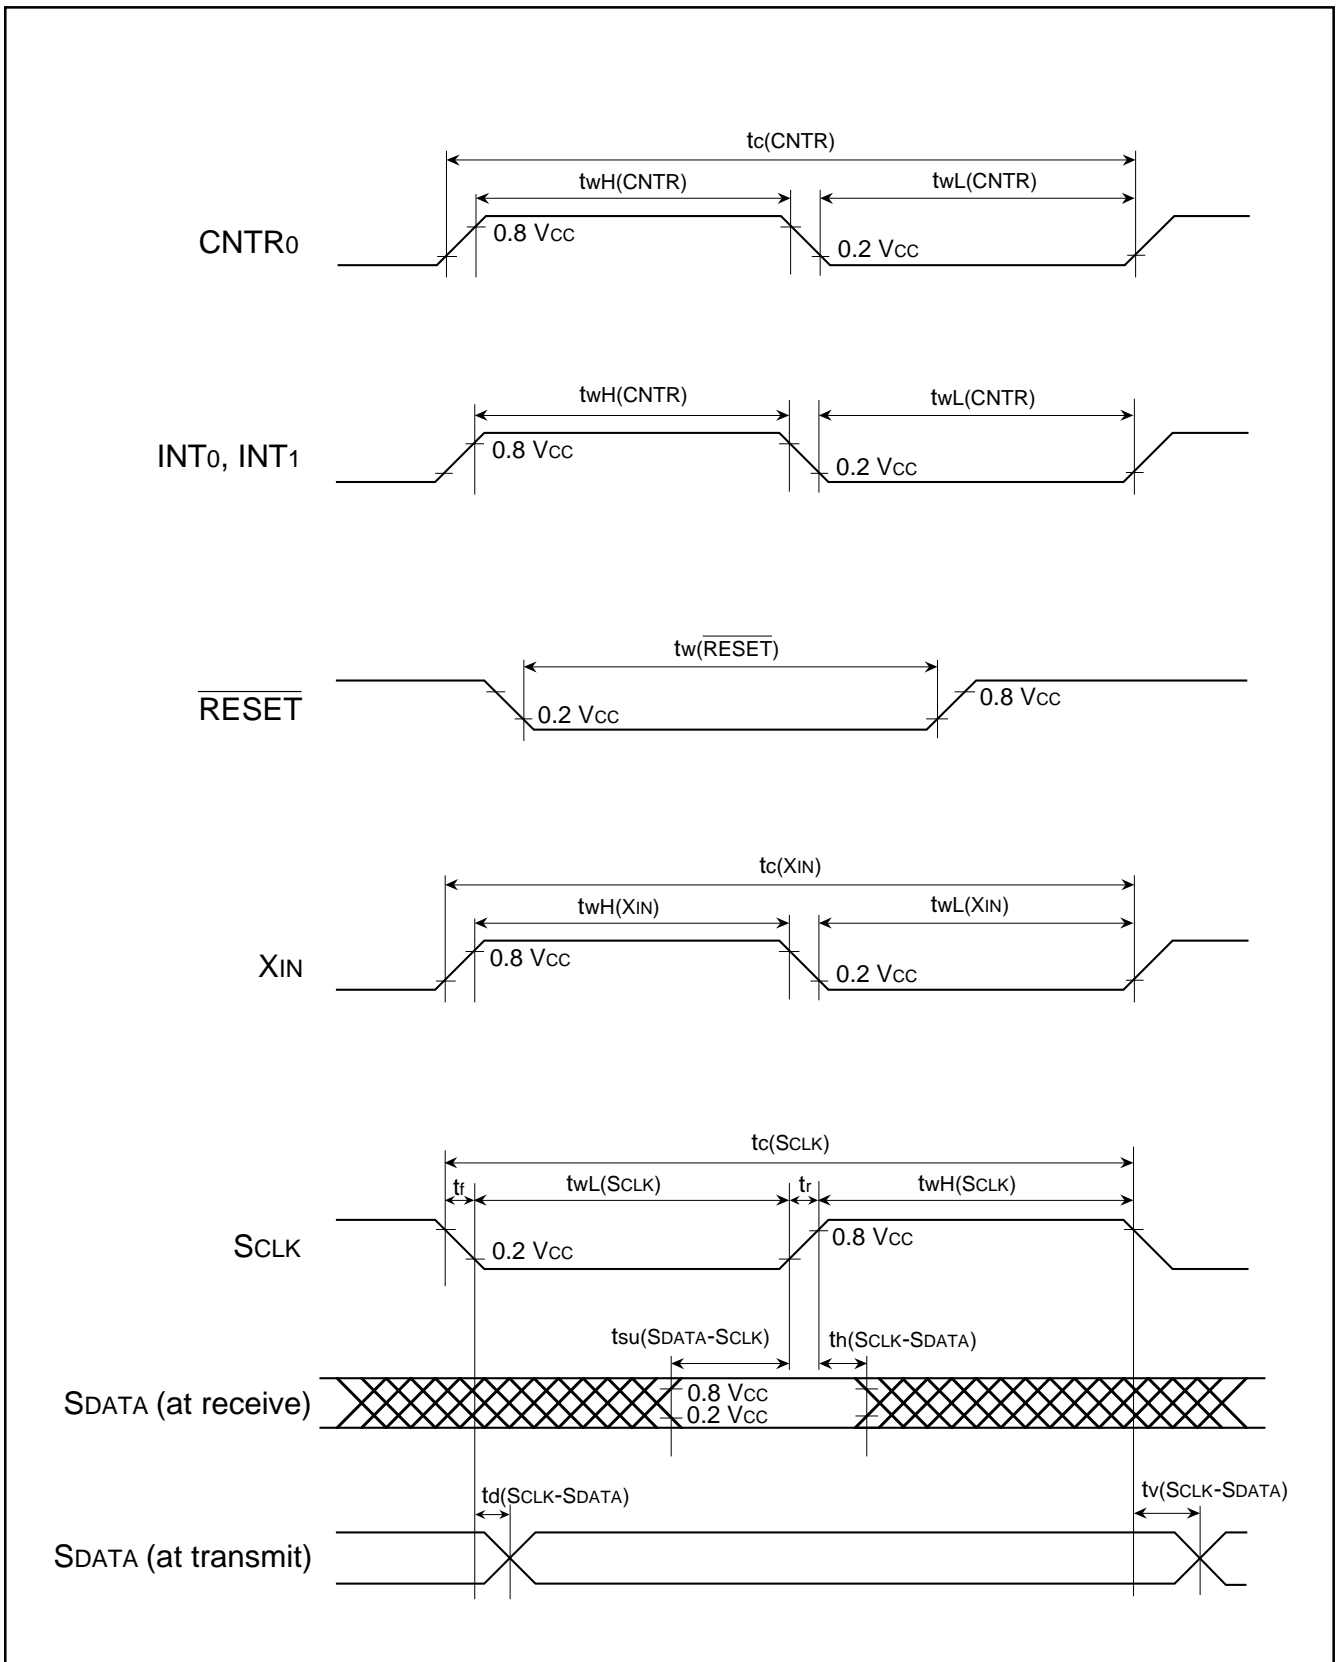 tc(CNTR)
twH(CNTR)
twL(CNTR)
CNTR0
0.8 VCC
0.2 VCC
twH(CNTR)
twL(CNTR)
INT0, INT1
0.8 VCC
0.2 VCC
tw(RESET)
RESET
0.2 VCC
0.8 VCC
tc(XIN)
twH(XIN)
twL(XIN)
XIN
0.8 VCC
0.2 VCC
tc(SCLK)
tf
twL(SCLK)
tr
twH(SCLK)
SCLK
0.2 VCC
0.8 VCC
tsu(SDATA-SCLK)
th(SCLK-SDATA)
SDATA (at receive)
0.8 VCC
0.2 VCC
td(SCLK-SDATA)
tv(SCLK-SDATA)
SDATA (at transmit)